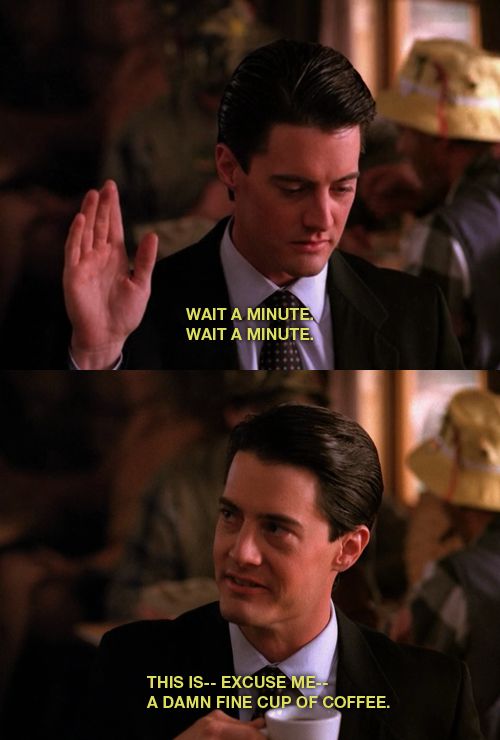 WAIT A MINUTE.
WAIT A MINUTE.
THIS IS-- EXCUSE ME--
A DAMN FINE CUP OF COFFEE.